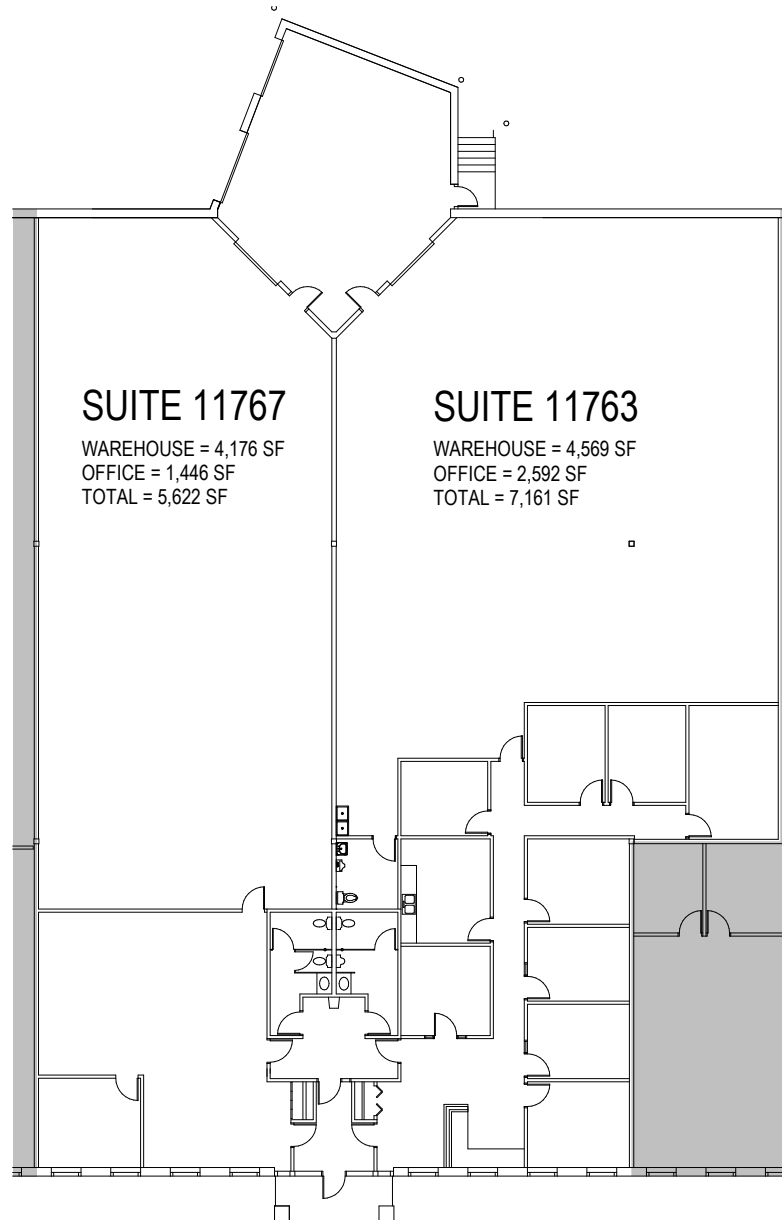 SUITE 11767
WAREHOUSE = 4,176 SF
OFFICE = 1,446 SF
TOTAL = 5,622 SF
SUITE 11763
WAREHOUSE = 4,569 SF
OFFICE = 2,592 SF
TOTAL = 7,161 SF